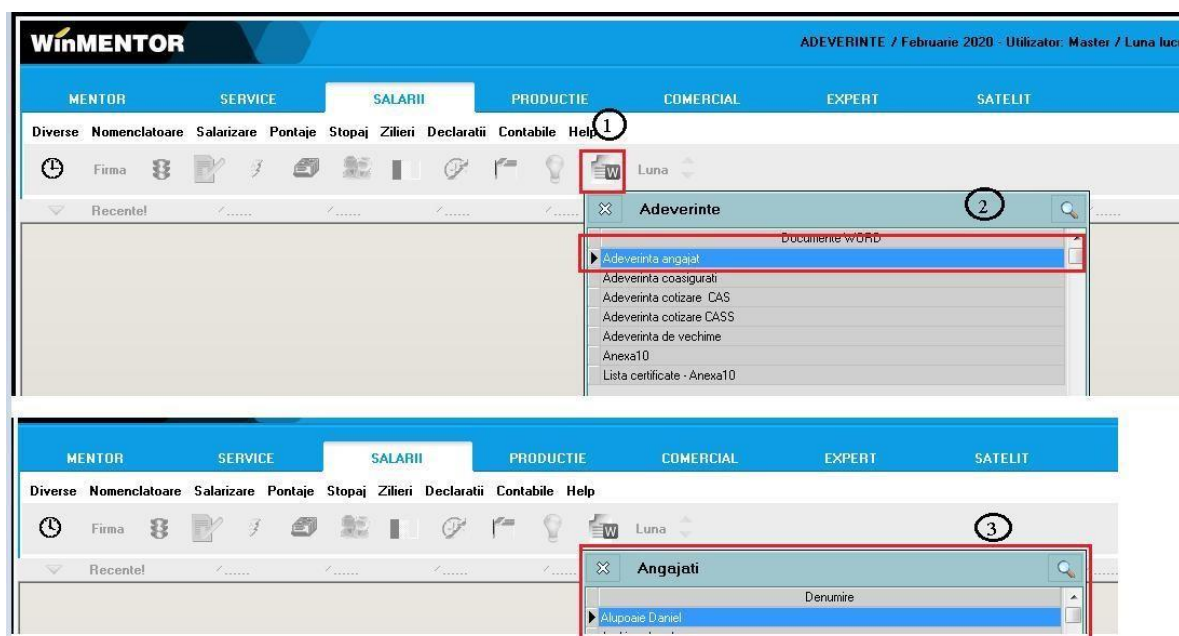 WinMENTOR
ADEVERINTE / Februarie 2020 - Utilizator: Master / Luna luc
MENTOR SERVICE SALARII PRODUCTIE COMERCIAL EXPERT SATELIT
1
Diverse Nomenclatoare Salarizare Pontaje Stopaj Zilieri Declaratii Contabile Help
Firma W Luna
Recente!
Adeverinte 2
Documente WORD
Adeverinta angajat
Adeverinta coasigurati
Adeverinta cotizare CAS
Adeverinta cotizare CASS
Adeverinta de vechime
Anexa10
Lista certificate - Anexa10
MENTOR SERVICE SALARII PRODUCTIE COMERCIAL EXPERT SATELIT
Diverse Nomenclatoare Salarizare Pontaje Stopaj Zilieri Declaratii Contabile Help
Firma W Luna 3
Recente!
Angajati
Denumire
Alupoaie Daniel